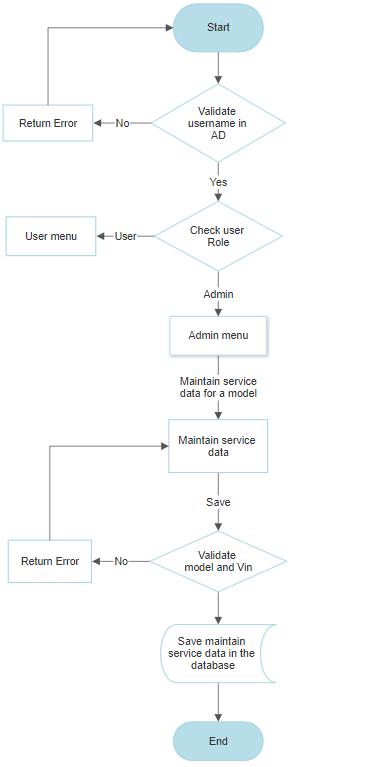 Start
Validate
username in
AD
No
Return Error
Yes
Check user
Role
User
User menu
Admin
Admin menu
Maintain service
data for a model
Maintain service
data
Save
Validate
model and Vin
No
Return Error
Save maintain
service data in the
database
End